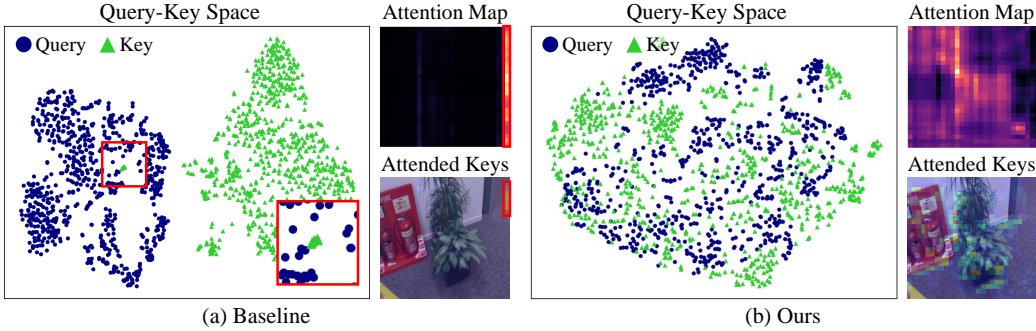 Query-Key Space
Query
Key
Attention Map
Attended Keys
(a) Baseline
Query-Key Space
Query
Key
Attention Map
Attended Keys
(b) Ours